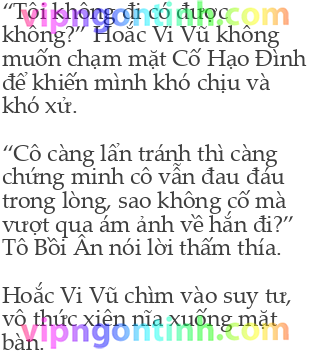 “Tôi không đi có được
không?” Hoắc Vi Vũ không
muốn chạm mặt Cố Hạo Đình
để khiến mình khó chịu và
khó xử.
“Cô càng lẩn tránh thì càng
chứng minh cô vẫn đau đáu
trong lòng, sao không cố mà
vượt qua ám ảnh về hắn đi?”
Tô Bồi Ân nói lời thấm thía.
Hoắc Vi Vũ chìm vào suy tư,
vô thức xiên nĩa xuống mặt
bàn.
vipngontinh.com
vipngontinh.com